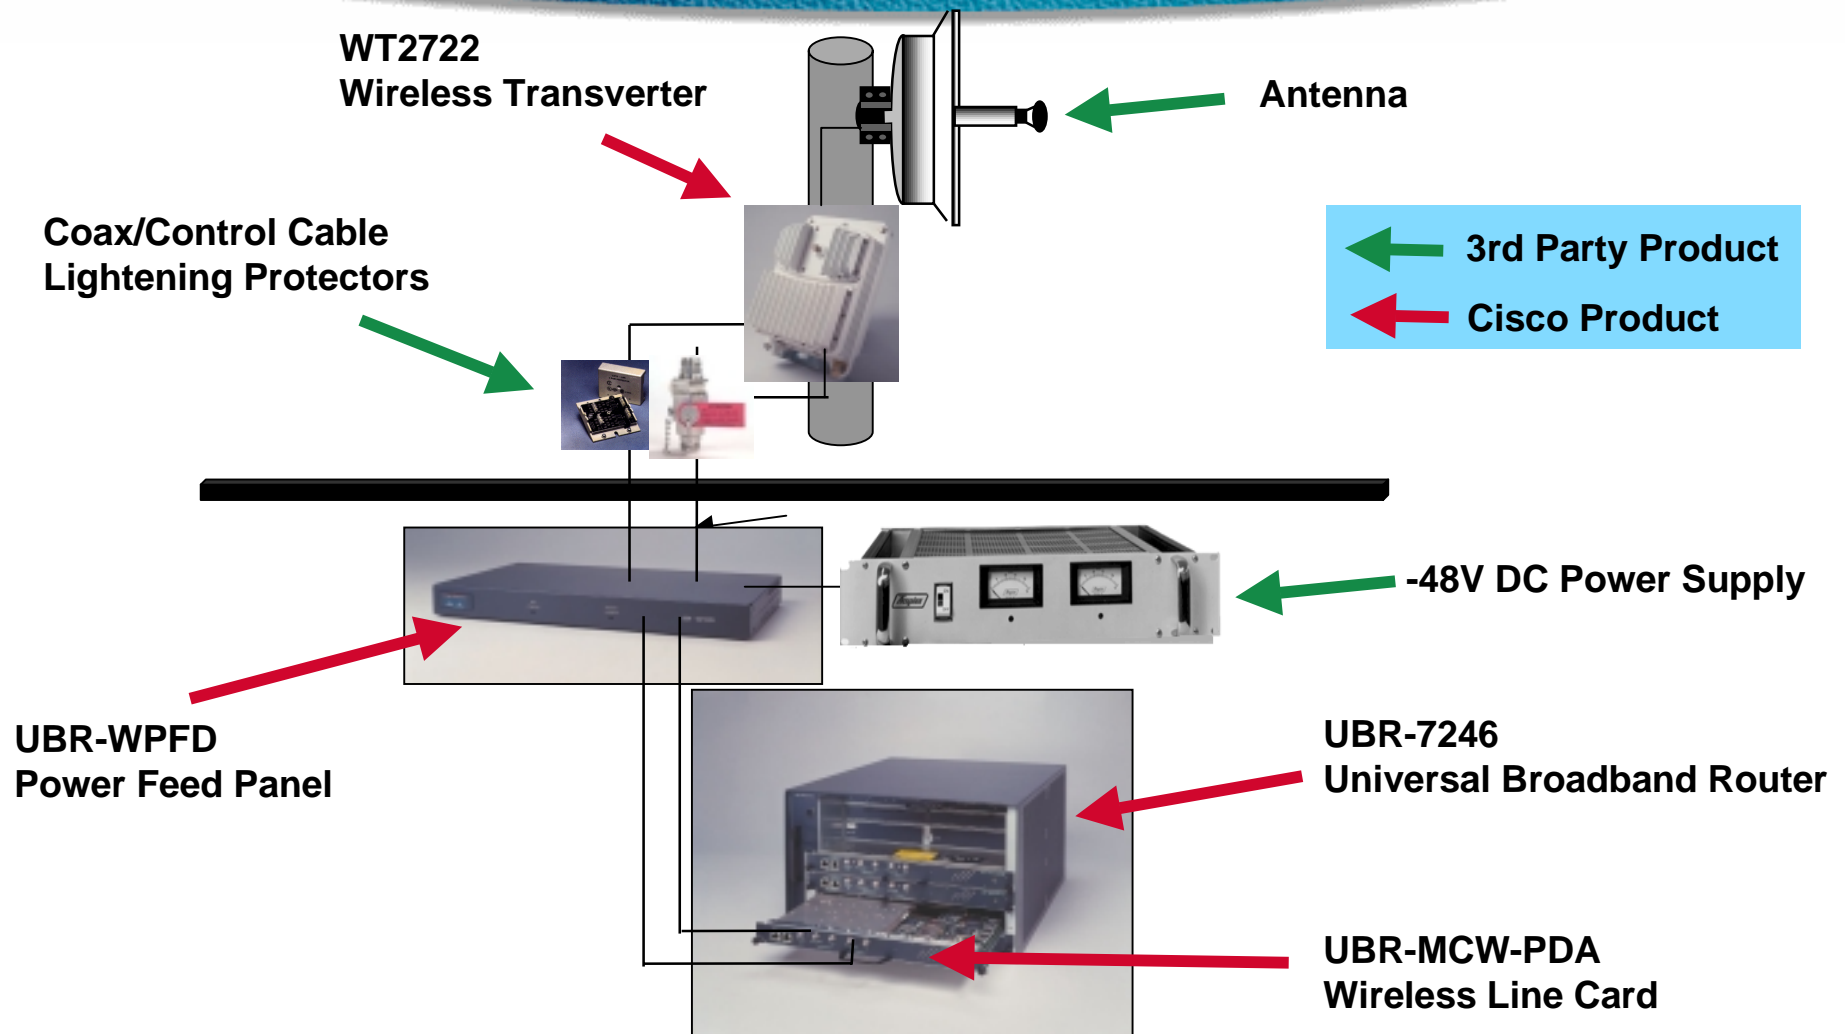 WT2722
Wireless Transverter
Antenna
Coax/Control Cable
Lightening Protectors
3rd Party Product
Cisco Product
-48V DC Power Supply
UBR-WPFD
Power Feed Panel
UBR-7246
Universal Broadband Router
UBR-MCW-PDA
Wireless Line Card